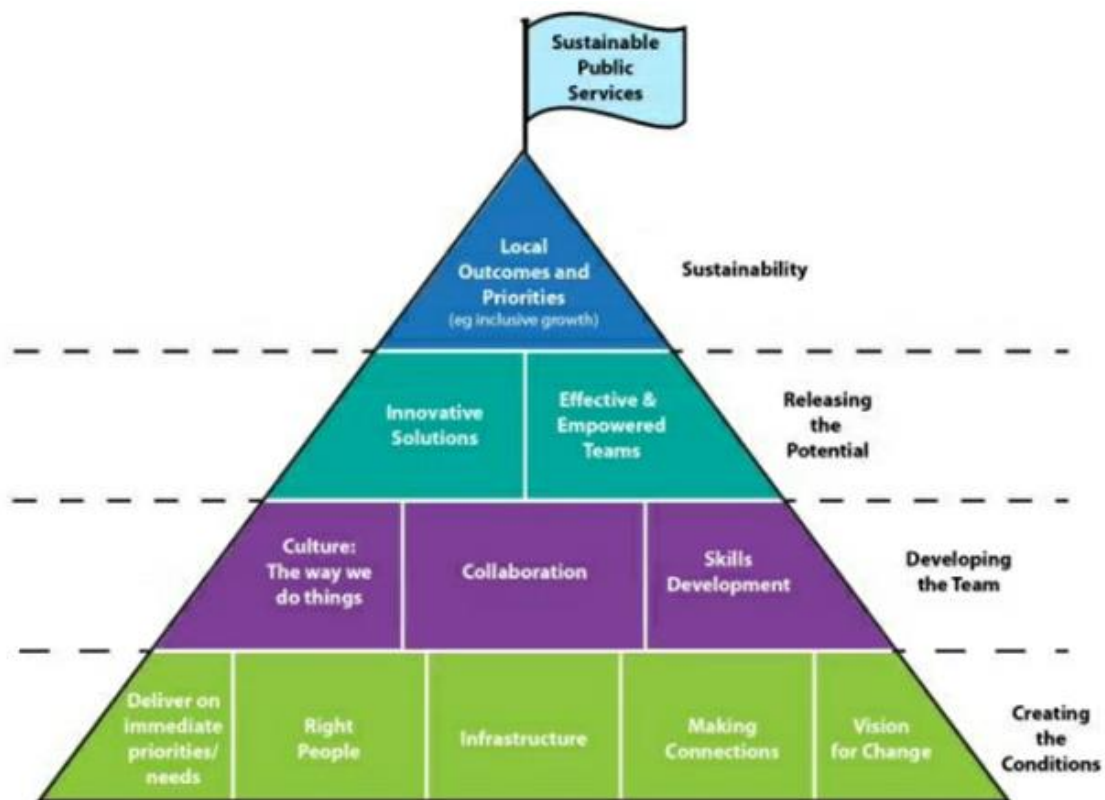 Sustainable
Public
Services
Local
Outcomes and
Priorities
(eg inclusive growth)
Sustainability
Innovative
Solutions
Effective &
Empowered
Teams
Releasing
the
Potential
Culture:
The way we
do things
Collaboration
Skills
Development
Developing
the Team
Deliver on
immediate
priorities/
needs
Right
People
Infrastructure
Making
Connections
Vision
for Change
Creating
the
Conditions